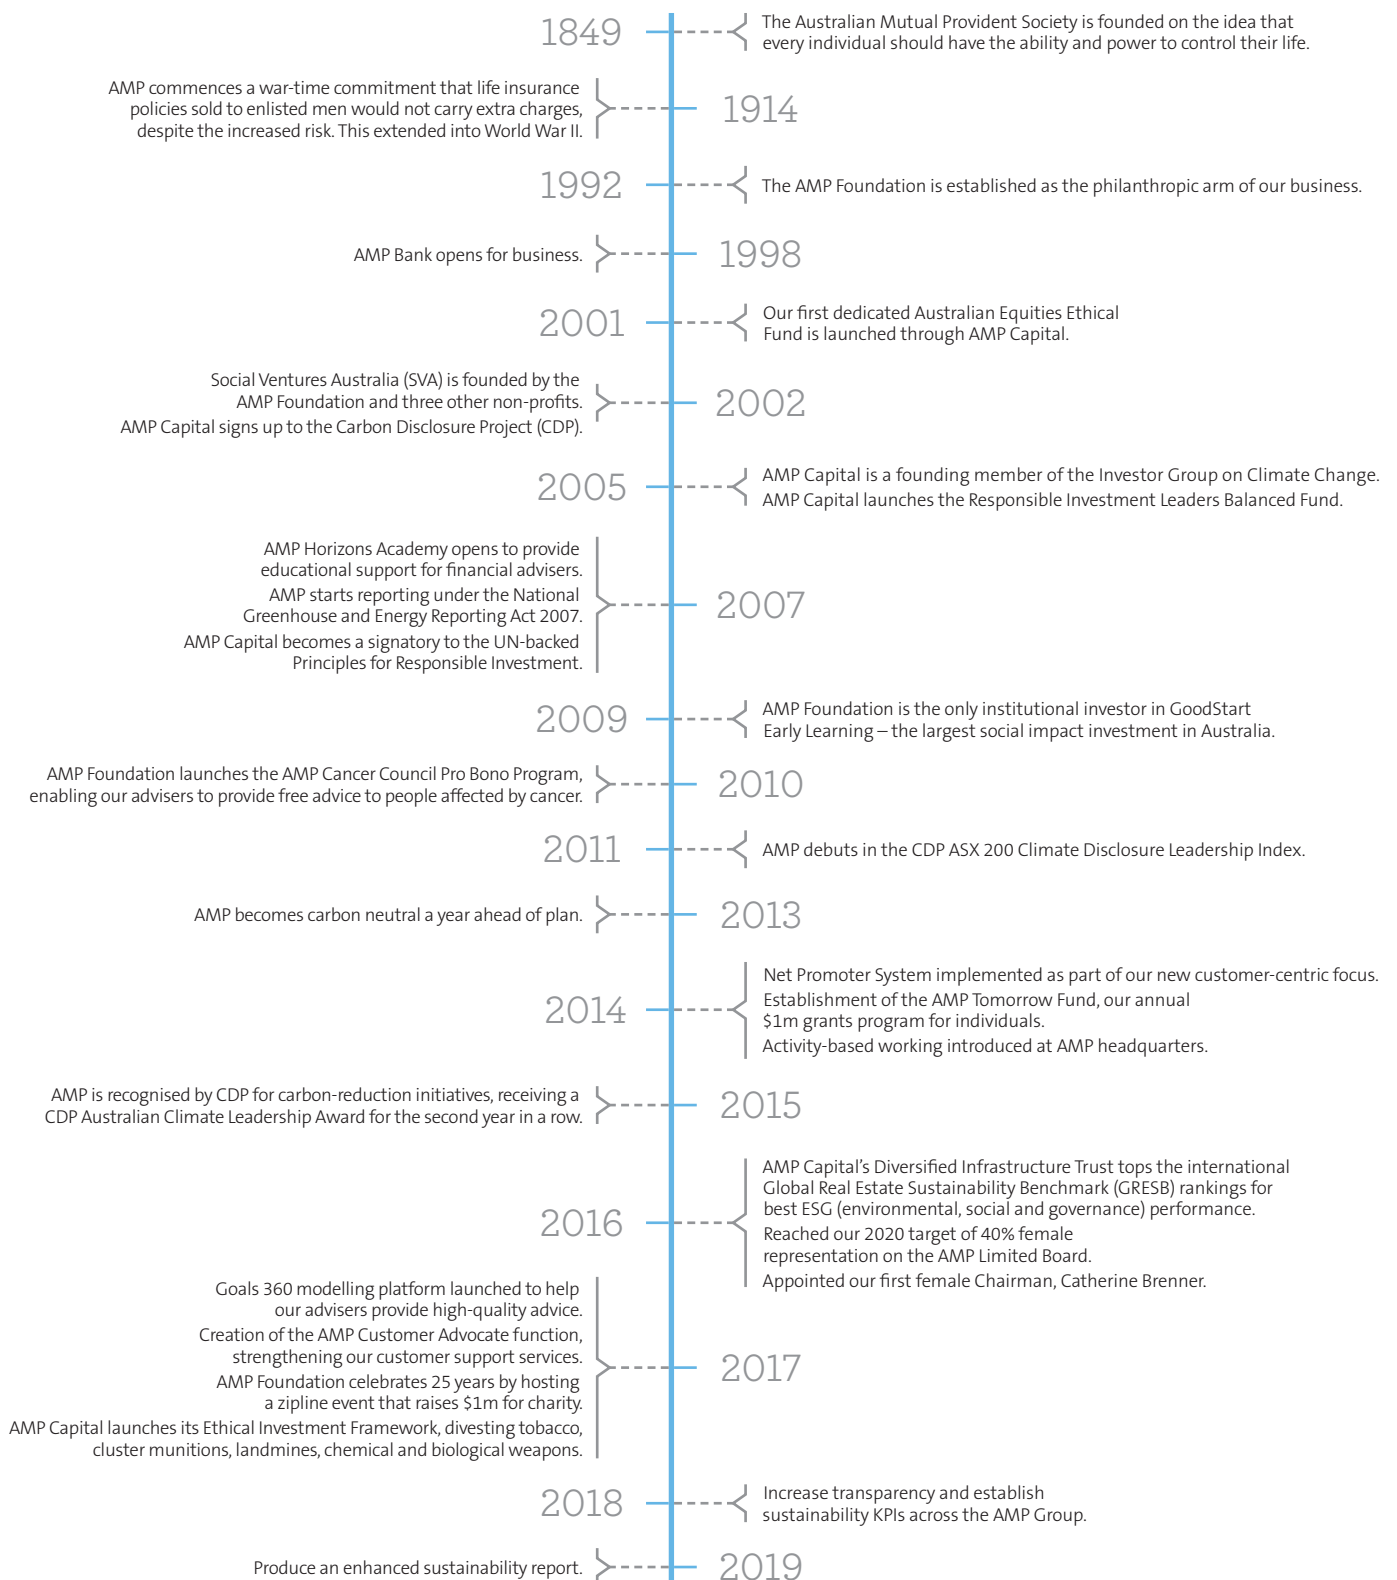 1849
The Australian Mutual Provident Society is founded on the idea that
every individual should have the ability and power to control their life.
AMP commences a war-time commitment that life insurance
policies sold to enlisted men would not carry extra charges,
despite the increased risk. This extended into World War II.
1914
1992
The AMP Foundation is established as the philanthropic arm of our business.
AMP Bank opens for business.
1998
2001
Our first dedicated Australian Equities Ethical
Fund is launched through AMP Capital.
Social Ventures Australia (SVA) is founded by the
AMP Foundation and three other non-profits.
AMP Capital signs up to the Carbon Disclosure Project (CDP).
2002
2005
AMP Capital is a founding member of the Investor Group on Climate Change.
AMP Capital launches the Responsible Investment Leaders Balanced Fund.
AMP Horizons Academy opens to provide
educational support for financial advisers.
AMP starts reporting under the National
Greenhouse and Energy Reporting Act 2007.
AMP Capital becomes a signatory to the UN-backed
Principles for Responsible Investment.
2007
2009
AMP Foundation is the only institutional investor in GoodStart
Early Learning – the largest social impact investment in Australia.
AMP Foundation launches the AMP Cancer Council Pro Bono Program,
enabling our advisers to provide free advice to people affected by cancer.
2010
2011
AMP debuts in the CDP ASX 200 Climate Disclosure Leadership Index.
AMP becomes carbon neutral a year ahead of plan.
2013
2014
Net Promoter System implemented as part of our new customer-centric focus.
Establishment of the AMP Tomorrow Fund, our annual
$1m grants program for individuals.
Activity-based working introduced at AMP headquarters.
AMP is recognised by CDP for carbon-reduction initiatives, receiving a
CDP Australian Climate Leadership Award for the second year in a row.
2015
2016
AMP Capital's Diversified Infrastructure Trust tops the international
Global Real Estate Sustainability Benchmark (GRESB) rankings for
best ESG (environmental, social and governance) performance.
Reached our 2020 target of 40% female
representation on the AMP Limited Board.
Appointed our first female Chairman, Catherine Brenner.
Goals 360 modelling platform launched to help
our advisers provide high-quality advice.
Creation of the AMP Customer Advocate function,
strengthening our customer support services.
AMP Foundation celebrates 25 years by hosting
a zipline event that raises $1m for charity.
AMP Capital launches its Ethical Investment Framework, divesting tobacco,
cluster munitions, landmines, chemical and biological weapons.
2017
2018
Increase transparency and establish
sustainability KPIs across the AMP Group.
Produce an enhanced sustainability report.
2019